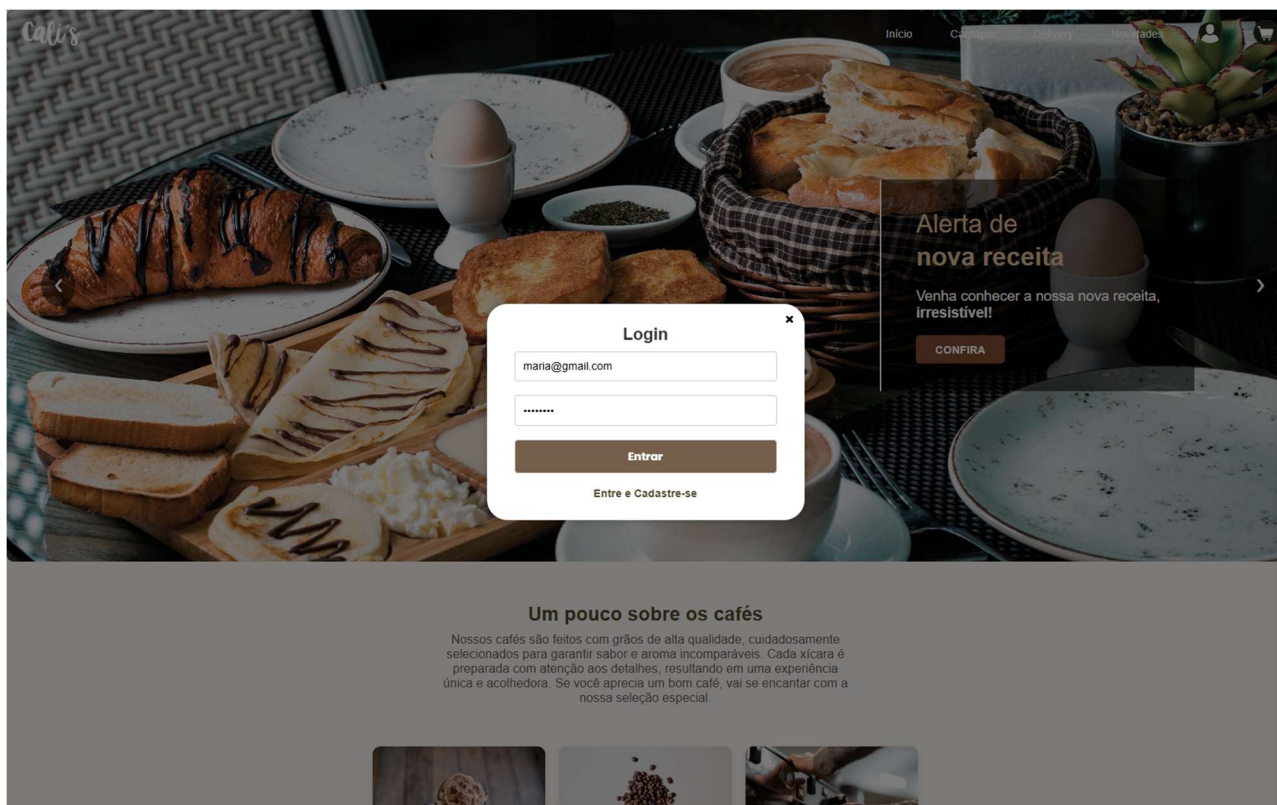 Cali's
Início Cardápio Delivery Novidades
Alerta de
nova receita
Venha conhecer a nossa nova receita,
irresistível!
CONFIRA
Login
maria@gmail.com
••••••••
Entrar
Entre e Cadastre-se
Um pouco sobre os cafés
Nossos cafés são feitos com grãos de alta qualidade, cuidadosamente
selecionados para garantir sabor e aroma incomparáveis. Cada xícara é
preparada com atenção aos detalhes, resultando em uma experiência
única e acolhedora. Se você aprecia um bom café, vai se encantar com a
nossa seleção especial.